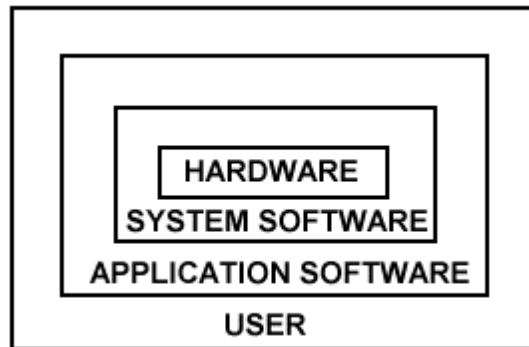 HARDWARE
SYSTEM SOFTWARE
APPLICATION SOFTWARE
USER